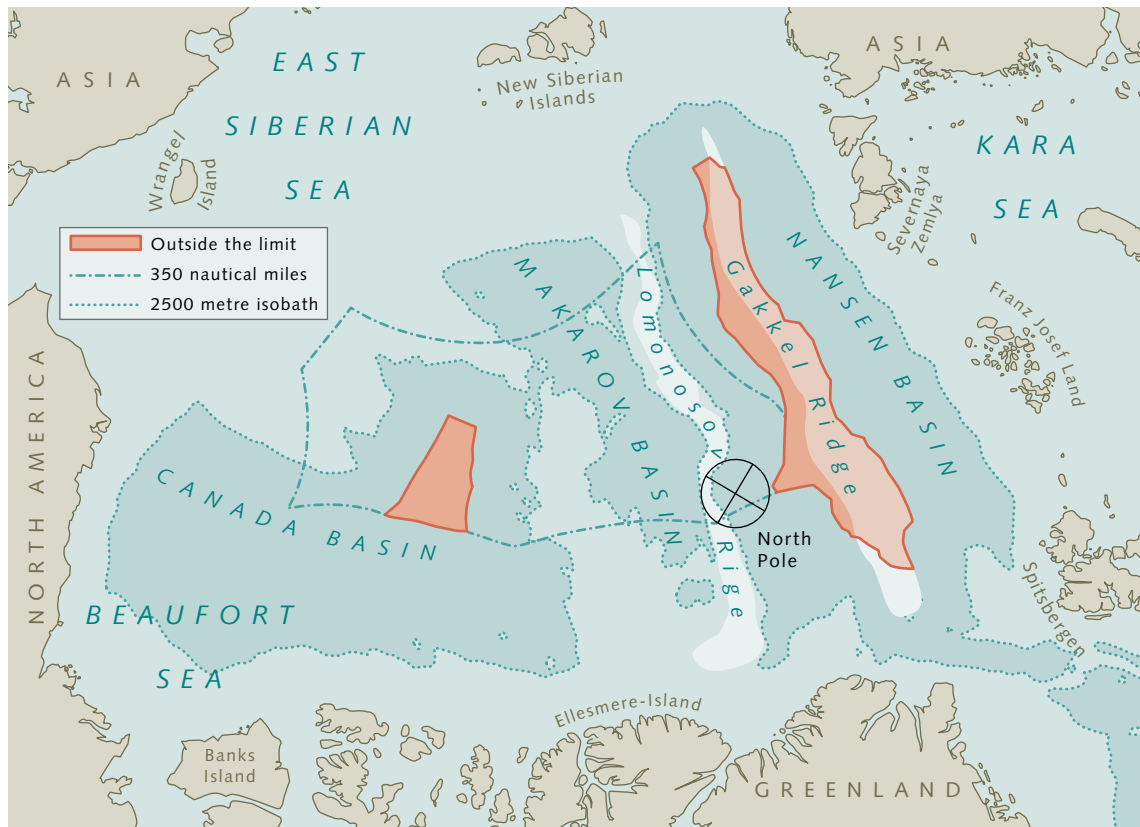 ASIA
EAST
SIBERIAN
SEA
New Siberian
Islands
ASIA
KARA
SEA
Wrangel
Island
Severnaya
Zemlya
Outside the limit
350 nautical miles
2500 metre isobath
NANSEN BASIN
MAKAROV BASIN
Lomonosov Rige
Gakkel Ridge
Franz Josef Land
NORTH AMERICA
CANADA BASIN
North
Pole
BEAUFORT
SEA
Spitsbergen
Ellesmere-Island
Banks
Island
GREENLAND